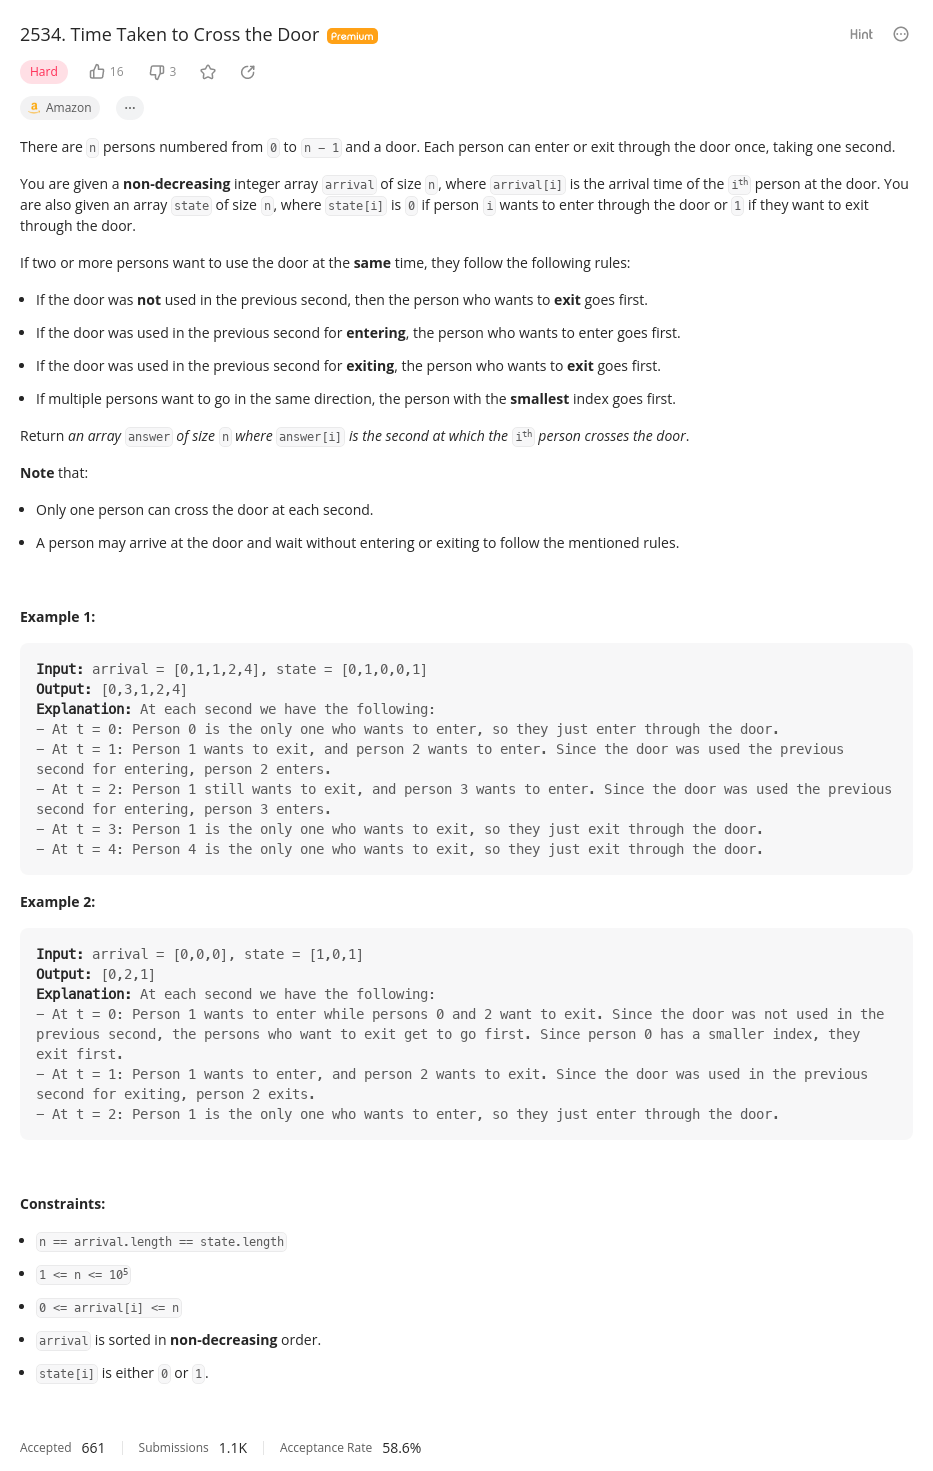 2534. Time Taken to Cross the Door Premium Hint
Hard 16 3
Amazon ...
There are n persons numbered from 0 to n - 1 and a door. Each person can enter or exit through the door once, taking one second.
You are given a non-decreasing integer array arrival of size n, where arrival[i] is the arrival time of the ith person at the door. You
are also given an array state of size n, where state[i] is 0 if person i wants to enter through the door or 1 if they want to exit
through the door.
If two or more persons want to use the door at the same time, they follow the following rules:
• If the door was not used in the previous second, then the person who wants to exit goes first.
• If the door was used in the previous second for entering, the person who wants to enter goes first.
• If the door was used in the previous second for exiting, the person who wants to exit goes first.
• If multiple persons want to go in the same direction, the person with the smallest index goes first.
Return an array answer of size n where answer[i] is the second at which the ith person crosses the door.
Note that:
• Only one person can cross the door at each second.
• A person may arrive at the door and wait without entering or exiting to follow the mentioned rules.
Example 1:
Input: arrival = [0,1,1,2,4], state = [0,1,0,0,1]
Output: [0,3,1,2,4]
Explanation: At each second we have the following:
- At t = 0: Person 0 is the only one who wants to enter, so they just enter through the door.
- At t = 1: Person 1 wants to exit, and person 2 wants to enter. Since the door was used the previous
second for entering, person 2 enters.
- At t = 2: Person 1 still wants to exit, and person 3 wants to enter. Since the door was used the previous
second for entering, person 3 enters.
- At t = 3: Person 1 is the only one who wants to exit, so they just exit through the door.
- At t = 4: Person 4 is the only one who wants to exit, so they just exit through the door.
Example 2:
Input: arrival = [0,0,0], state = [1,0,1]
Output: [0,2,1]
Explanation: At each second we have the following:
- At t = 0: Person 1 wants to enter while persons 0 and 2 want to exit. Since the door was not used in the
previous second, the persons who want to exit get to go first. Since person 0 has a smaller index, they
exit first.
- At t = 1: Person 1 wants to enter, and person 2 wants to exit. Since the door was used in the previous
second for exiting, person 2 exits.
- At t = 2: Person 1 is the only one who wants to enter, so they just enter through the door.
Constraints:
• n == arrival.length == state.length
• 1 <= n <= 10⁵
• 0 <= arrival[i] <= n
• arrival is sorted in non-decreasing order.
• state[i] is either 0 or 1.
Accepted 661 Submissions 1.1K Acceptance Rate 58.6%